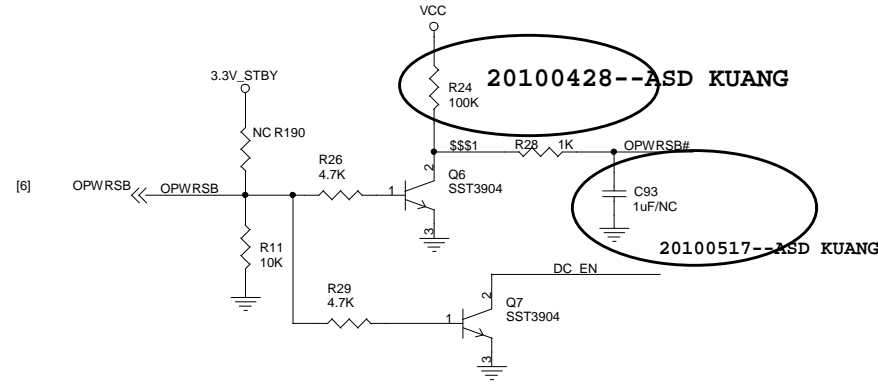 VCC
3.3V_STBY
R24
100K
20100428--ASD KUANG
NC R190
$$$1
R28
1K
OPWRSB#
R26
4.7K
2
Q6
SST3904
1
3
[6]
OPWRSB
OPWRSB
C93
1uF/NC
R11
10K
20100517--ASD KUANG
DC_EN
R29
4.7K
2
Q7
SST3904
1
3